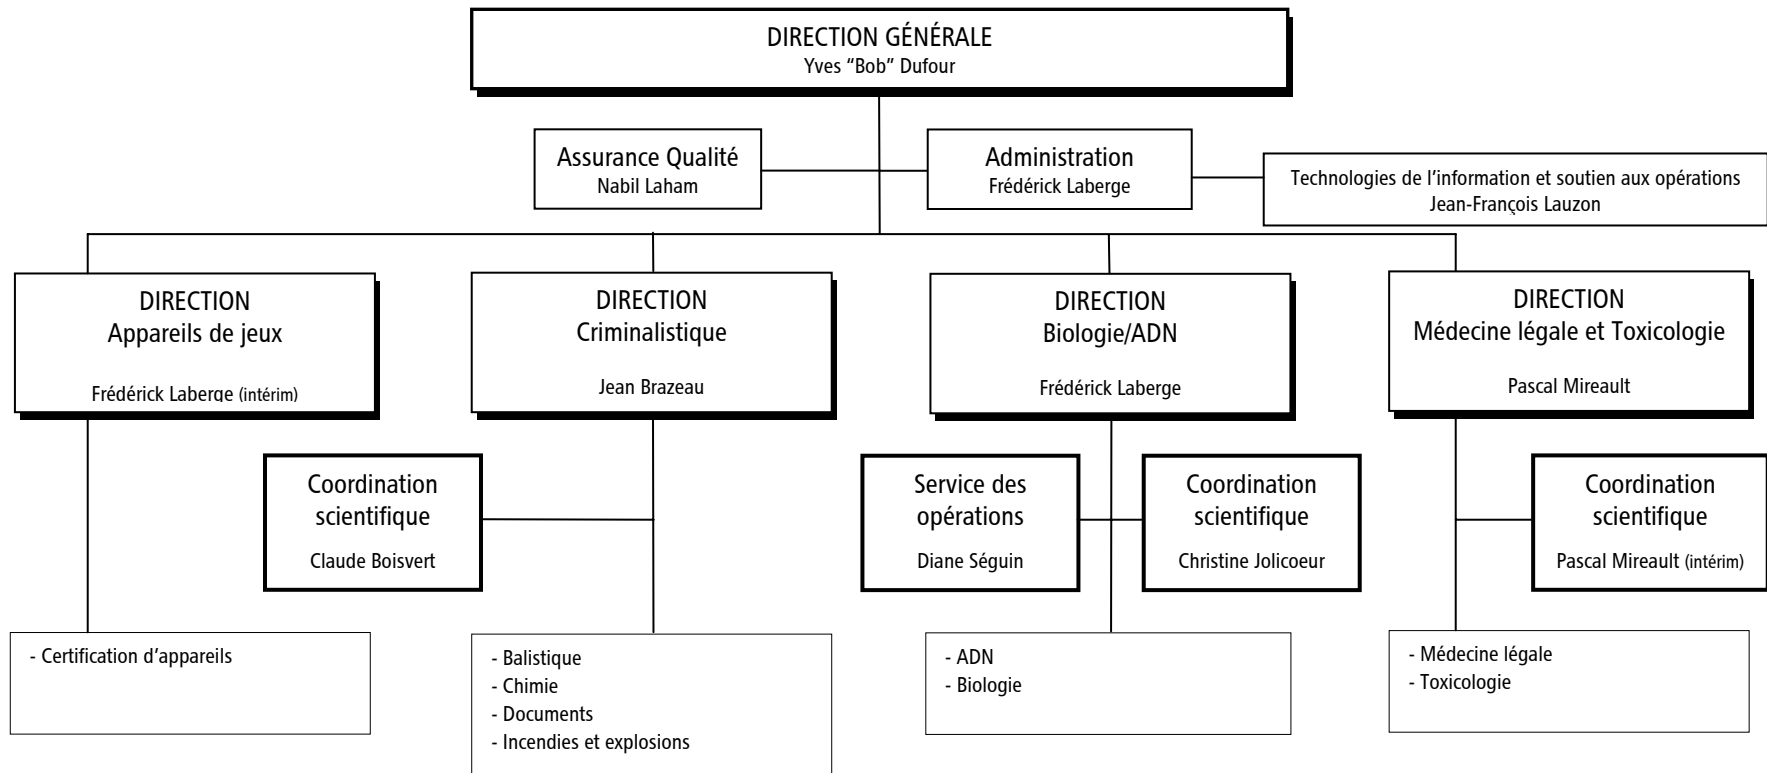 DIRECTION GÉNÉRALE
Yves “Bob” Dufour
Assurance Qualité
Nabil Laham
Administration
Frédérick Laberge
Technologies de l’information et soutien aux opérations
Jean-François Lauzon
DIRECTION
Appareils de jeux
Frédérick Laberge (intérim)
DIRECTION
Criminalistique
Jean Brazeau
DIRECTION
Biologie/ADN
Frédérick Laberge
DIRECTION
Médecine légale et Toxicologie
Pascal Mireault
Coordination
scientifique
Claude Boisvert
Service des
opérations
Diane Séguin
Coordination
scientifique
Christine Jolicoeur
Coordination
scientifique
Pascal Mireault (intérim)
- Certification d’appareils
- Balistique
- Chimie
- Documents
- Incendies et explosions
- ADN
- Biologie
- Médecine légale
- Toxicologie